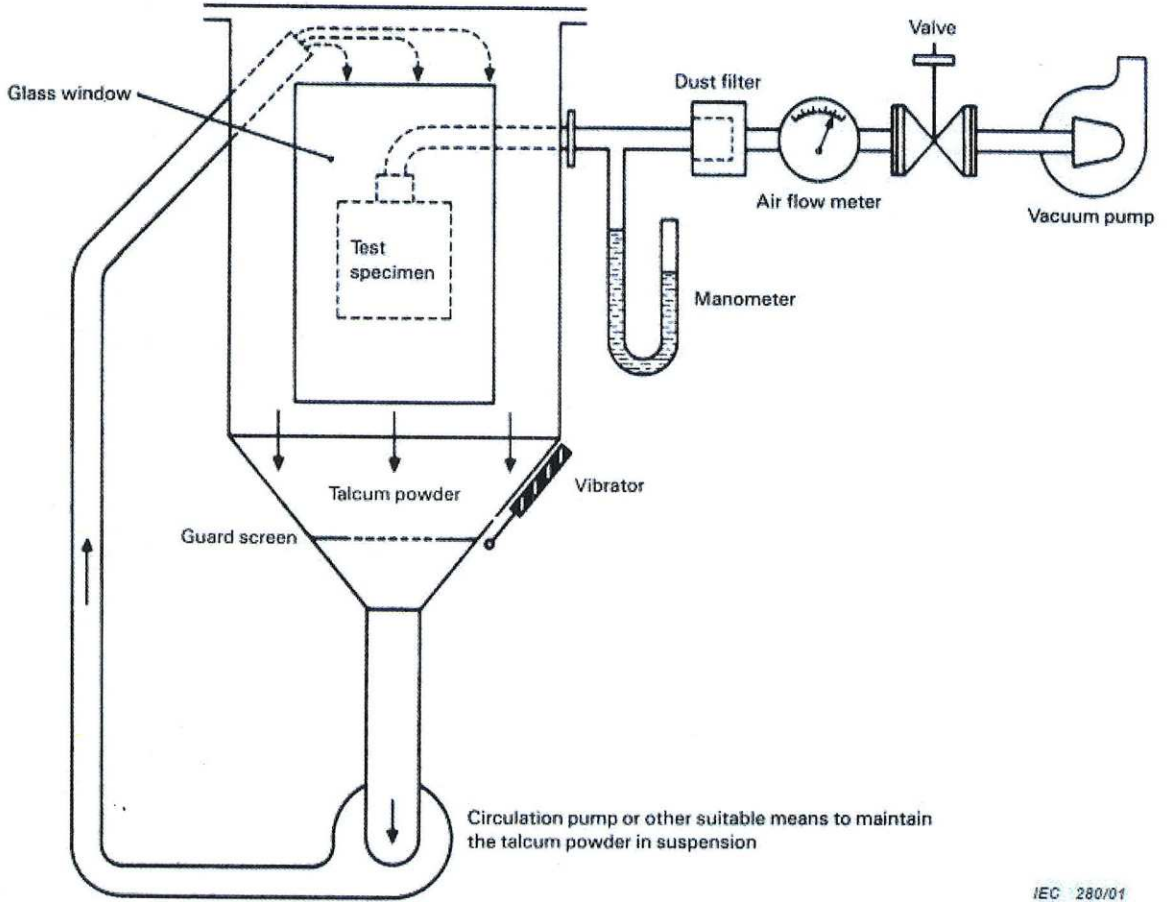 Valve
Dust filter
Glass window
Air flow meter
Vacuum pump
Test
specimen
Manometer
Vibrator
Talcum powder
Guard screen
Circulation pump or other suitable means to maintain
the talcum powder in suspension
IEC 280/01